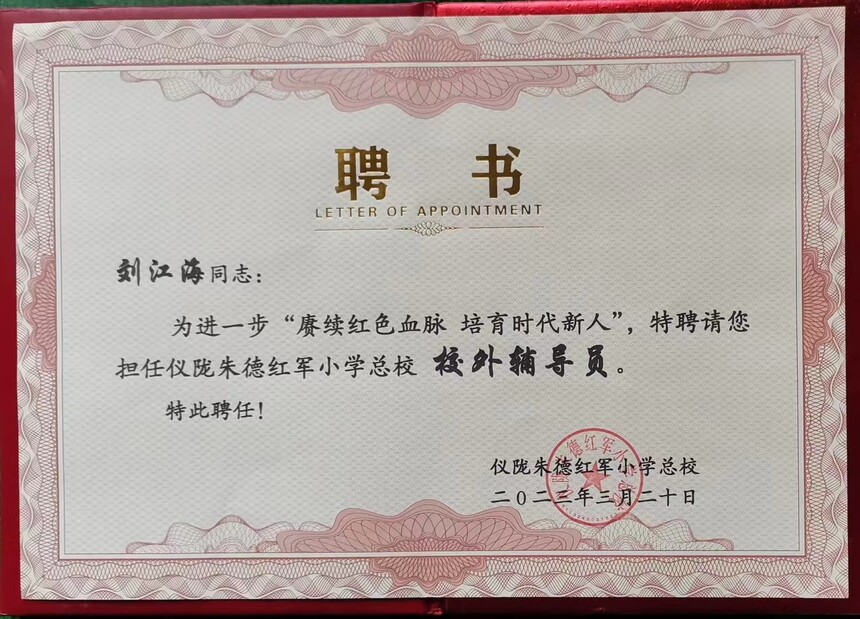 聘 书
LETTER OF APPOINTMENT
刘江海同志：
为进一步“赓续红色血脉 培育时代新人”，特聘请您
担任仪陇朱德红军小学总校 校外辅导员。
特此聘任！
仪陇朱德红军小学总校
二０二三年三月二十日